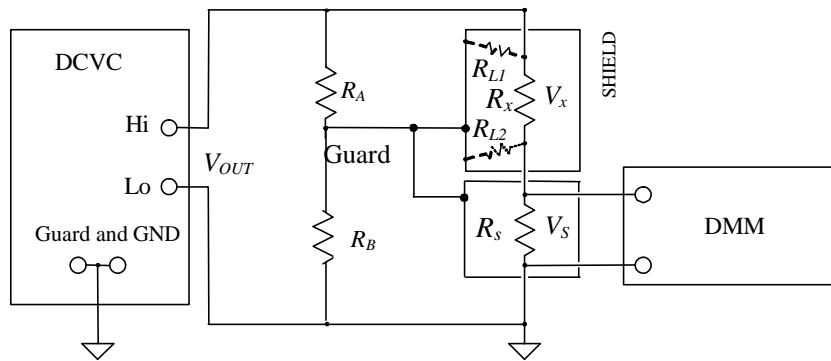 DCVC
Hi
Lo
Guard and GND
V_OUT
R_A
Guard
R_B
R_L1
R_x
V_x
R_L2
SHIELD
R_s
V_S
DMM